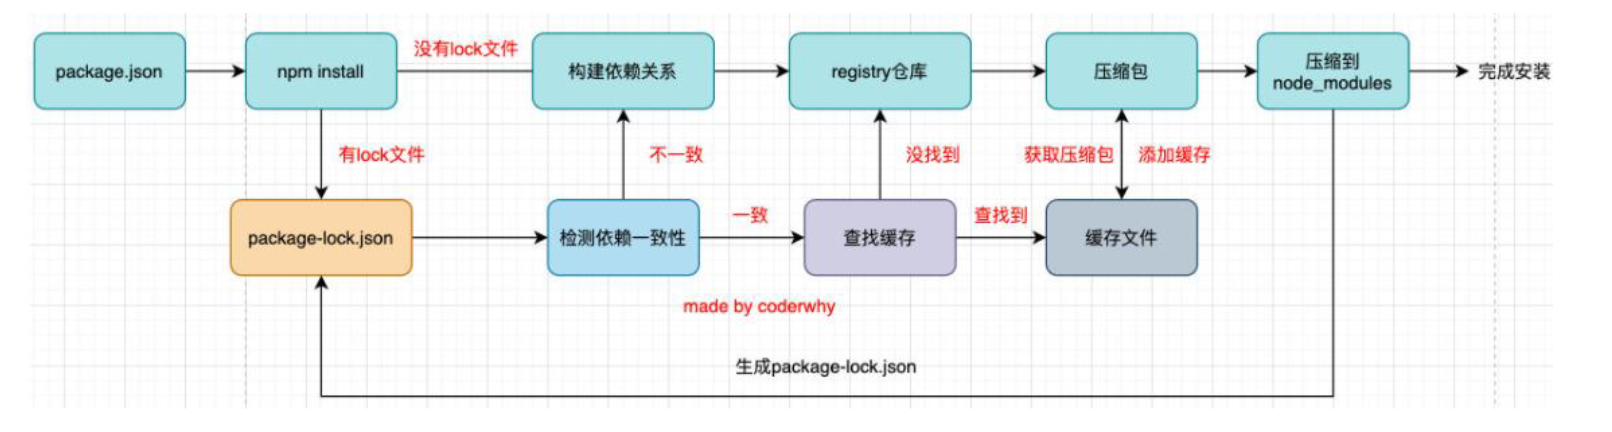 package.json
npm install
没有lock文件
构建依赖关系
registry仓库
压缩包
压缩到
node_modules
完成安装
有lock文件
不一致
没找到
获取压缩包
添加缓存
package-lock.json
检测依赖一致性
一致
查找缓存
查找到
缓存文件
made by coderwhy
生成package-lock.json